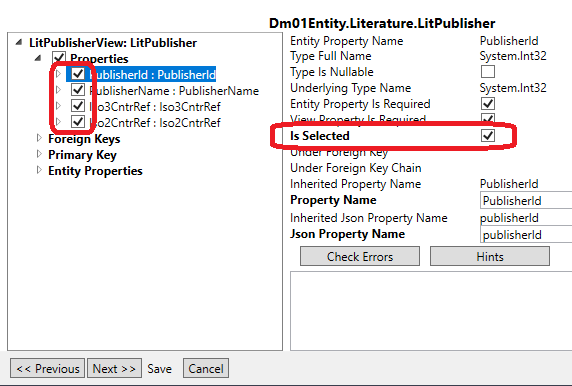 Dm01Entity.Literature.LitPublisher
LitPublisherView: LitPublisher
Properties
PublisherId : PublisherId
PublisherName : PublisherName
Iso3CntrRef : Iso3CntrRef
Iso2CntrRef : Iso2CntrRef
Foreign Keys
Primary Key
Entity Properties
Entity Property Name PublisherId
Type Full Name System.Int32
Type Is Nullable
Underlying Type Name System.Int32
Entity Property Is Required
View Property Is Required
Is Selected
Under Foreign Key
Under Foreign Key Chain
Inherited Property Name PublisherId
Property Name PublisherId
Inherited Json Property Name publisherId
Json Property Name publisherId
Check Errors Hints
<< Previous Next >> Save Cancel